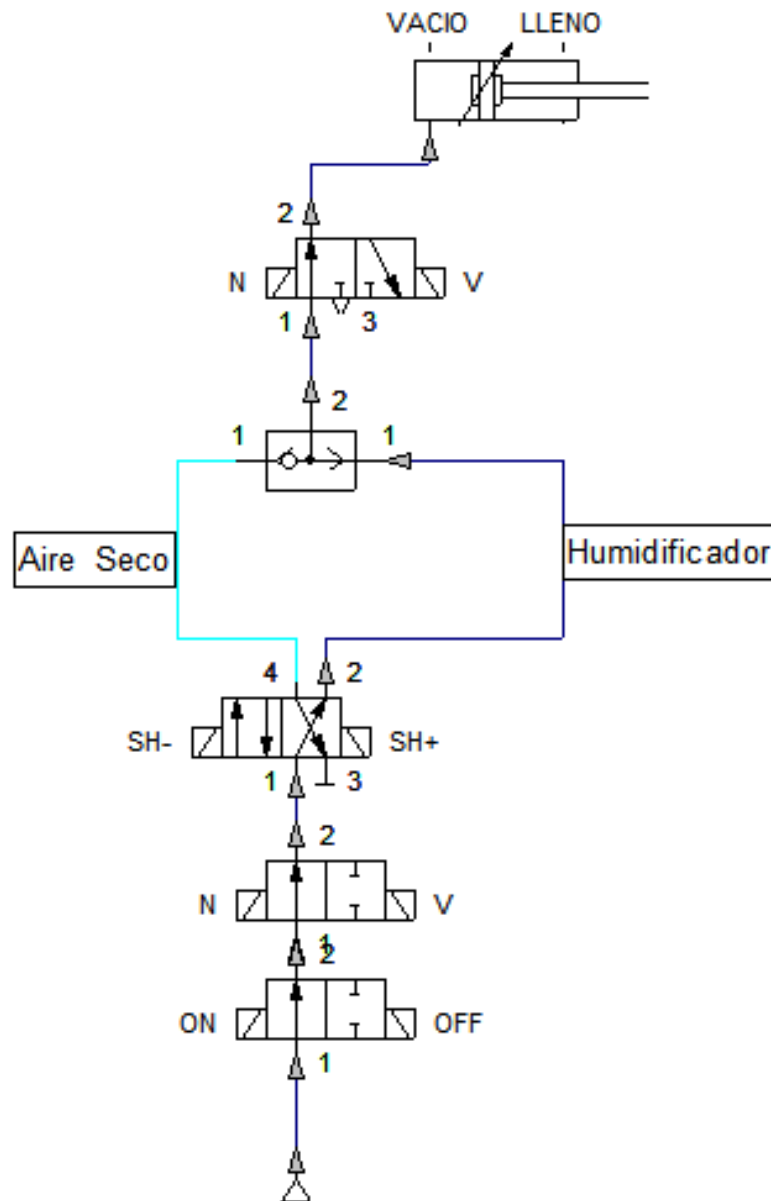 VACIO LLENO
2
N V
1 3
2
1 1
Aire Seco Humidificador
4 2
SH- SH+
1 3
2
N V
1
2
ON OFF
1